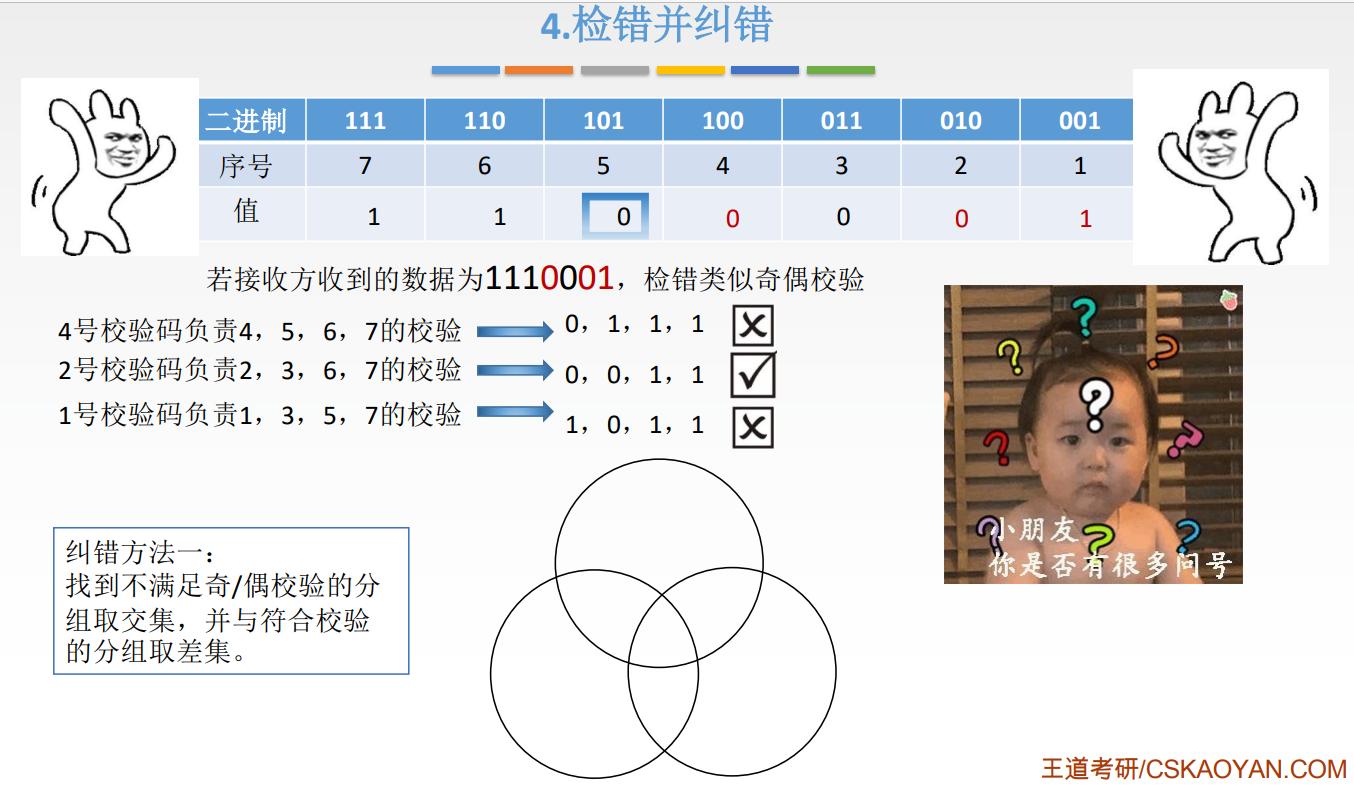 4.检错并纠错
二进制 111 110 101 100 011 010 001
序号 7 6 5 4 3 2 1
值 1 1 0 0 0 0 1
若接收方收到的数据为1110001，检错类似奇偶校验
4号校验码负责4，5，6，7的校验 0，1，1，1
2号校验码负责2，3，6，7的校验 0，0，1，1
1号校验码负责1，3，5，7的校验 1，0，1，1
纠错方法一：
找到不满足奇/偶校验的分
组取交集，并与符合校验
的分组取差集。
小朋友
你是否有很多问号
王道考研/CSKAOYAN.COM